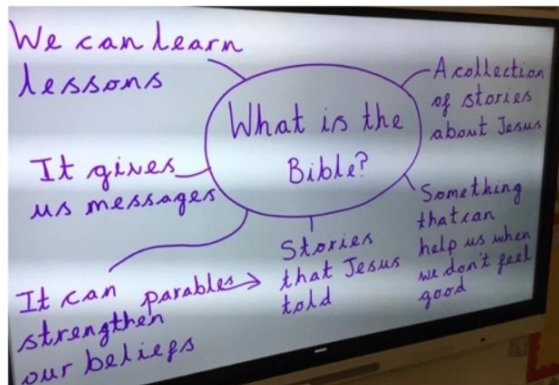 We can learn
lessons
It gives
us messages
It can
strengthen
our beliefs
What is the
Bible?
parables
Stories
that Jesus
told
A collection
of stories
about Jesus
Something
that can
help us when
we don't feel
good